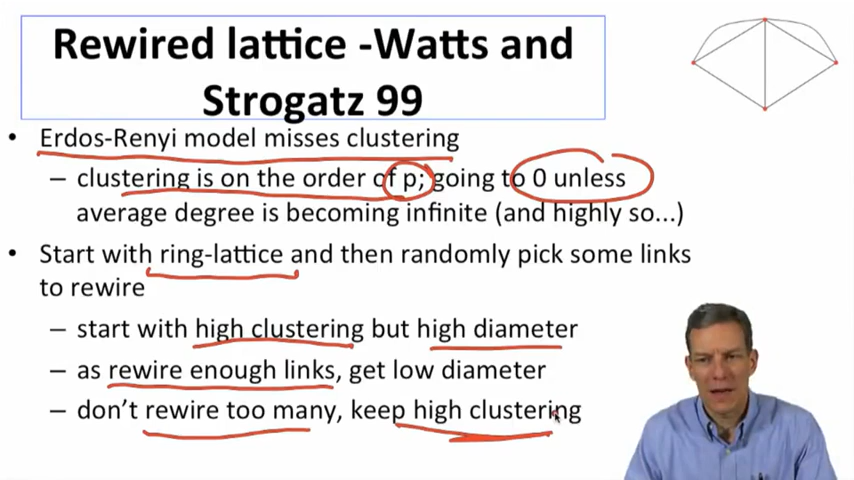 Rewired lattice -Watts and
Strogatz 99
• Erdos-Renyi model misses clustering
– clustering is on the order of p; going to 0 unless
average degree is becoming infinite (and highly so...)
• Start with ring-lattice and then randomly pick some links
to rewire
– start with high clustering but high diameter
– as rewire enough links, get low diameter
– don't rewire too many, keep high clustering